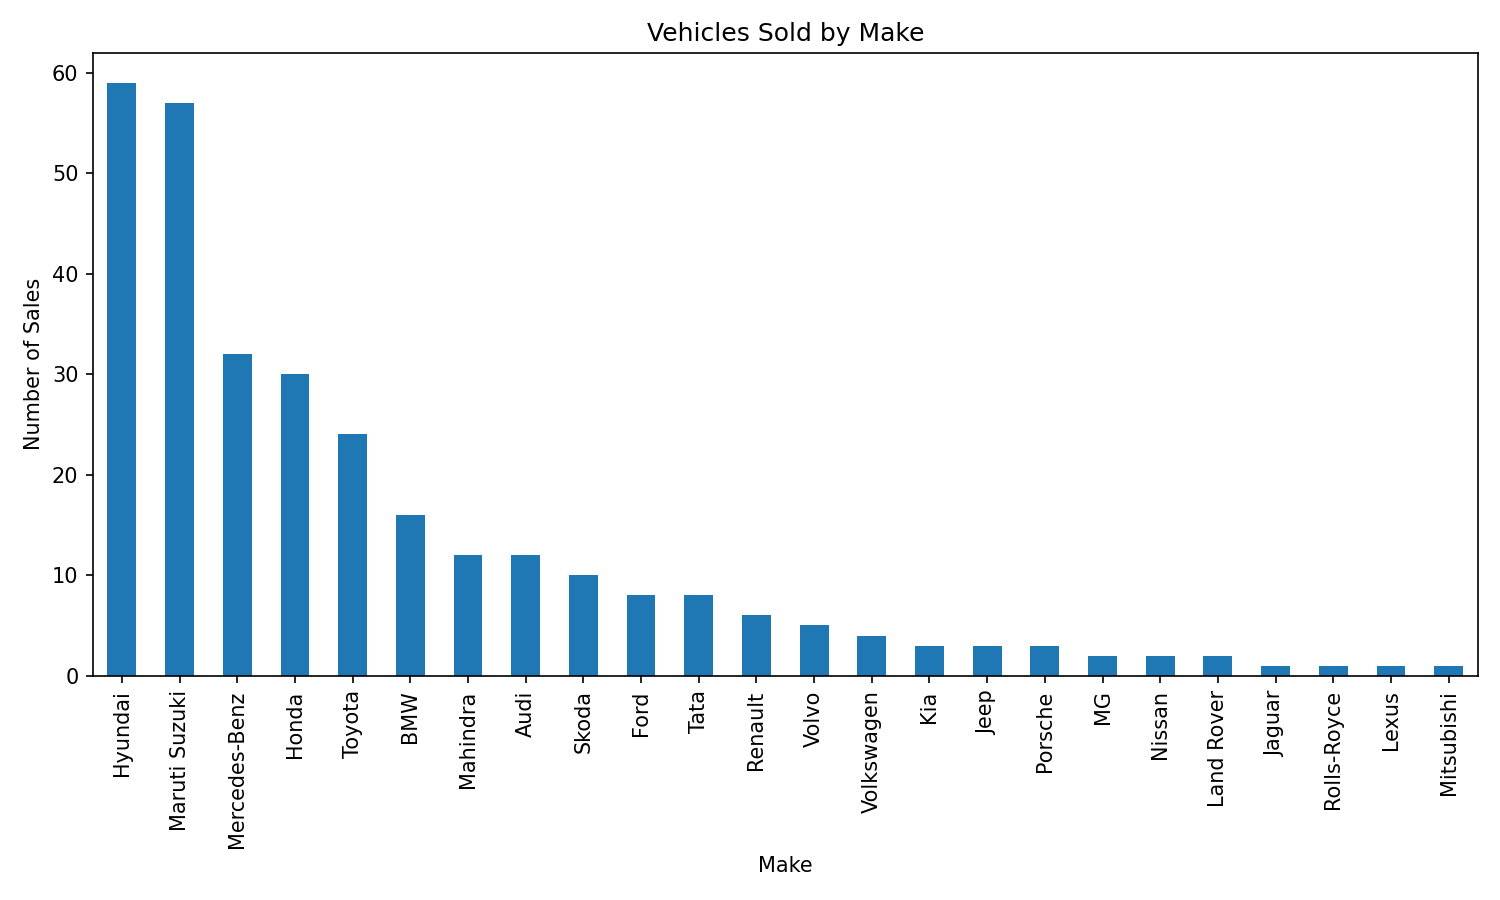 Vehicles Sold by Make
Number of Sales
60
50
40
30
20
10
0
Hyundai
Maruti Suzuki
Mercedes-Benz
Honda
Toyota
BMW
Mahindra
Audi
Skoda
Ford
Tata
Renault
Volvo
Volkswagen
Kia
Jeep
Porsche
MG
Nissan
Land Rover
Jaguar
Rolls-Royce
Lexus
Mitsubishi
Make